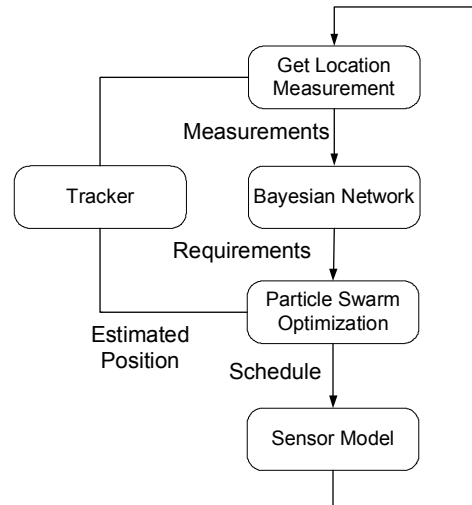 Get Location
Measurement
Measurements
Tracker
Bayesian Network
Requirements
Particle Swarm
Optimization
Estimated
Position
Schedule
Sensor Model